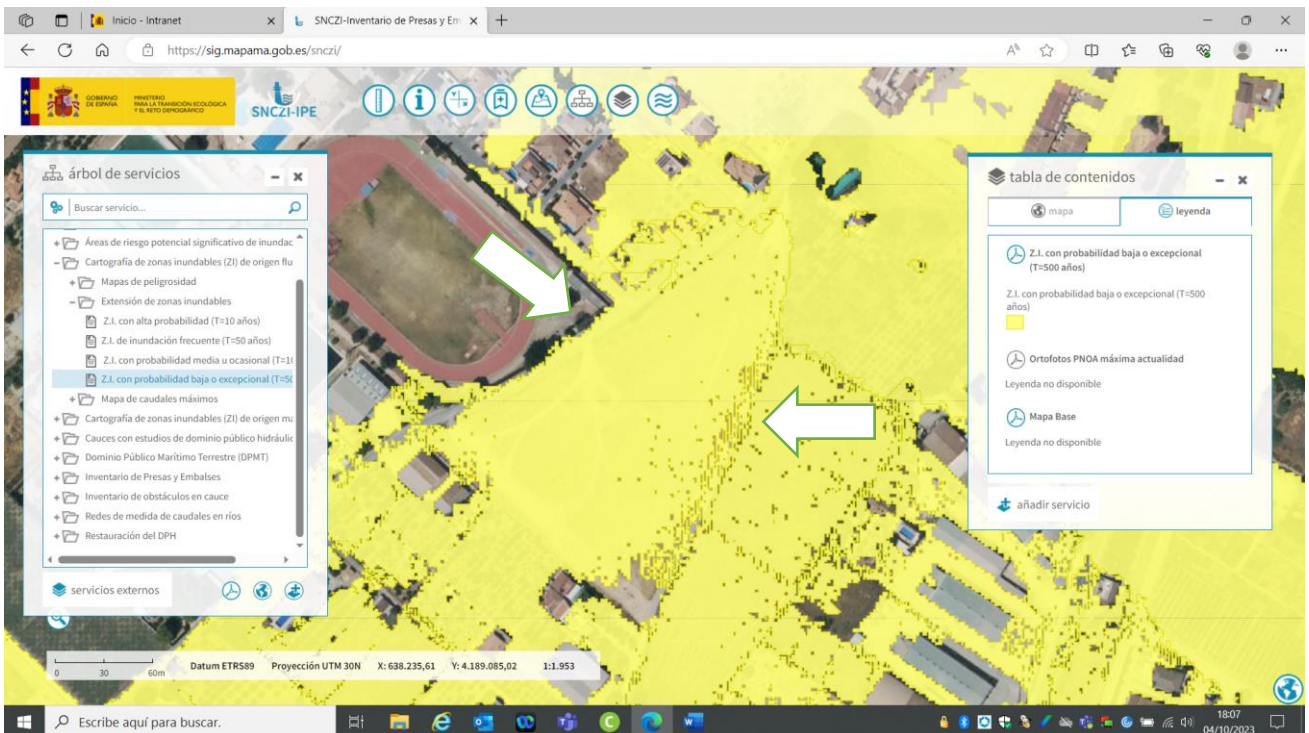 Inicio - Intranet
SNCZI-Inventario de Presas y Em
https://sig.mapama.gob.es/snczi/
GOBIERNO
DE ESPAÑA
MINISTERIO
PARA LA TRANSICIÓN ECOLÓGICA
Y EL RETO DEMOGRÁFICO
SNCZI-IPE
árbol de servicios
Buscar servicio...
Áreas de riesgo potencial significativo de inundac
Cartografía de zonas inundables (ZI) de origen flu
Mapas de peligrosidad
Extensión de zonas inundables
Z.I. con alta probabilidad (T=10 años)
Z.I. de inundación frecuente (T=50 años)
Z.I. con probabilidad media u ocasional (T=10
Z.I. con probabilidad baja o excepcional (T=50
Mapa de caudales máximos
Cartografía de zonas inundables (ZI) de origen ma
Cauces con estudios de dominio público hidráulic
Dominio Público Marítimo Terrestre (DPMT)
Inventario de Presas y Embalses
Inventario de obstáculos en cauce
Redes de medida de caudales en ríos
Restauración del DPH
servicios externos
tabla de contenidos
mapa
leyenda
Z.I. con probabilidad baja o excepcional
(T=500 años)
Z.I. con probabilidad baja o excepcional (T=500
años)
Ortofotos PNOA máxima actualidad
Leyenda no disponible
Mapa Base
Leyenda no disponible
añadir servicio
0 30 60m
Datum ETRS89 Proyección UTM 30N X: 638.235,61 Y: 4.189.085,02 1:1.953
Escribe aquí para buscar.
18:07
04/10/2023